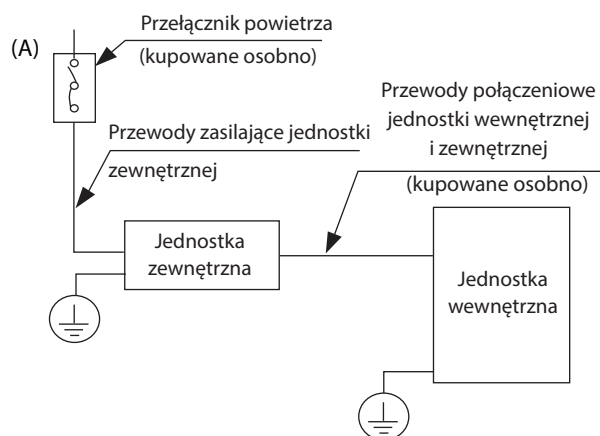 (A)
Przełącznik powietrza
(kupowane osobno)
Przewody zasilające jednostki
zewnętrznej
Przewody połączeniowe
jednostki wewnętrznej
i zewnętrznej
(kupowane osobno)
Jednostka
zewnętrzna
Jednostka
wewnętrzna